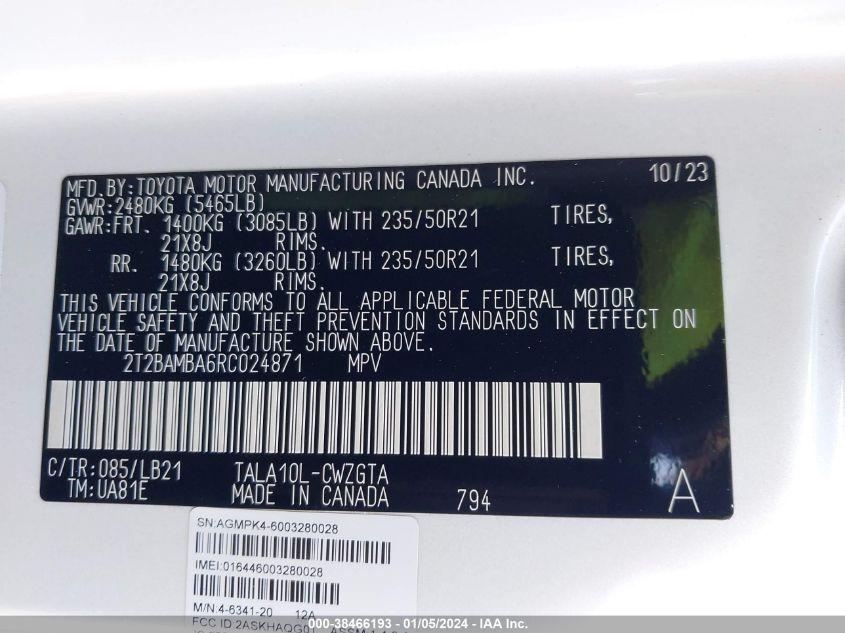 MFD. BY: TOYOTA MOTOR MANUFACTURING CANADA INC. 10/23
GVWR: 2480KG (5465LB)
GAWR: FRT. 1400KG (3085LB) WITH 235/50R21 TIRES,
21X8J RIMS.
RR. 1480KG (3260LB) WITH 235/50R21 TIRES,
21X8J RIMS.
THIS VEHICLE CONFORMS TO ALL APPLICABLE FEDERAL MOTOR
VEHICLE SAFETY AND THEFT PREVENTION STANDARDS IN EFFECT ON
THE DATE OF MANUFACTURE SHOWN ABOVE.
2T2BAMBA6RC024871 MPV
C/TR: 085/LB21 TALA10L-CWZGTA
TM: UA81E MADE IN CANADA 794 A
SN: AGMPK4-6003280028
IMEI: 016446003280028
M/N: 4-6341-20 12A
FCC ID: 2ASKHAQG01
000-38466193 - 01/05/2024 - IAAI Inc.